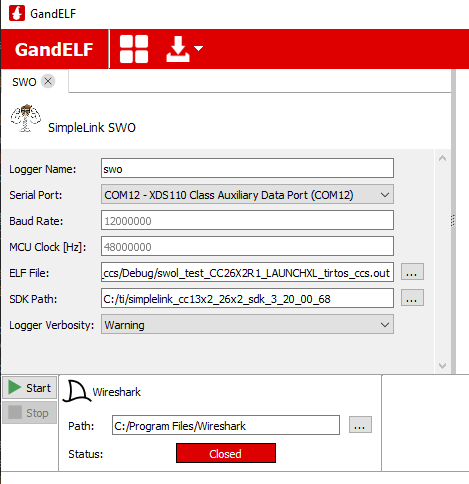 GandELF
GandELF
SWO
SimpleLink SWO
Logger Name: swo
Serial Port: COM12 - XDS110 Class Auxiliary Data Port (COM12)
Baud Rate: 12000000
MCU Clock [Hz]: 48000000
ELF File: _ccs/Debug/swol_test_CC26X2R1_LAUNCHXL_tirtos_ccs.out ...
SDK Path: C:/ti/simplelink_cc13x2_26x2_sdk_3_20_00_68 ...
Logger Verbosity: Warning
Start
Stop
Wireshark
Path: C:/Program Files/Wireshark ...
Status: Closed